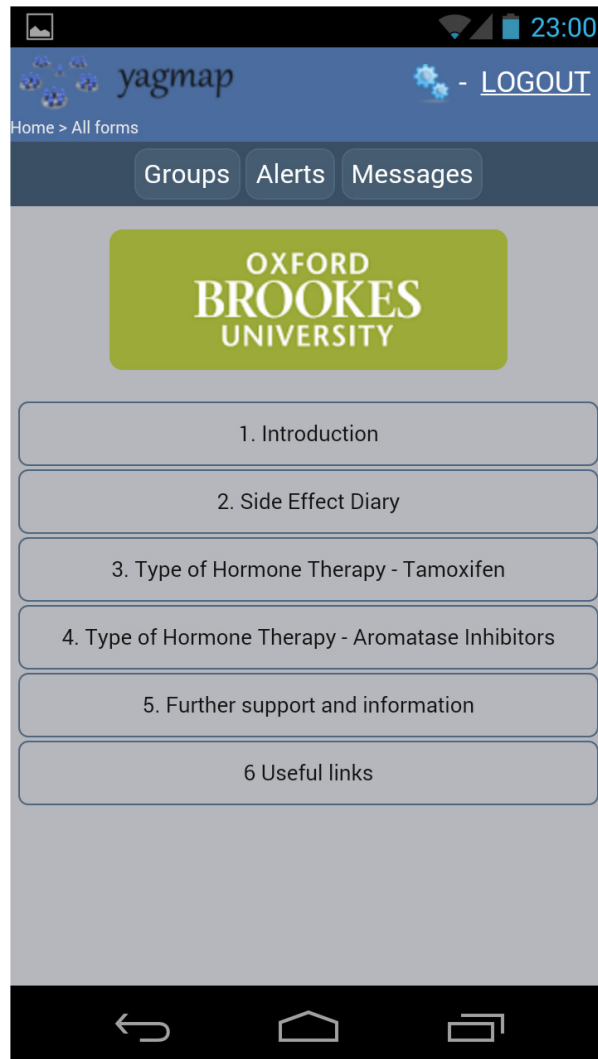 23:00
yagmap - LOGOUT
Home > All forms
Groups Alerts Messages
OXFORD
BROOKES
UNIVERSITY
1. Introduction
2. Side Effect Diary
3. Type of Hormone Therapy - Tamoxifen
4. Type of Hormone Therapy - Aromatase Inhibitors
5. Further support and information
6 Useful links